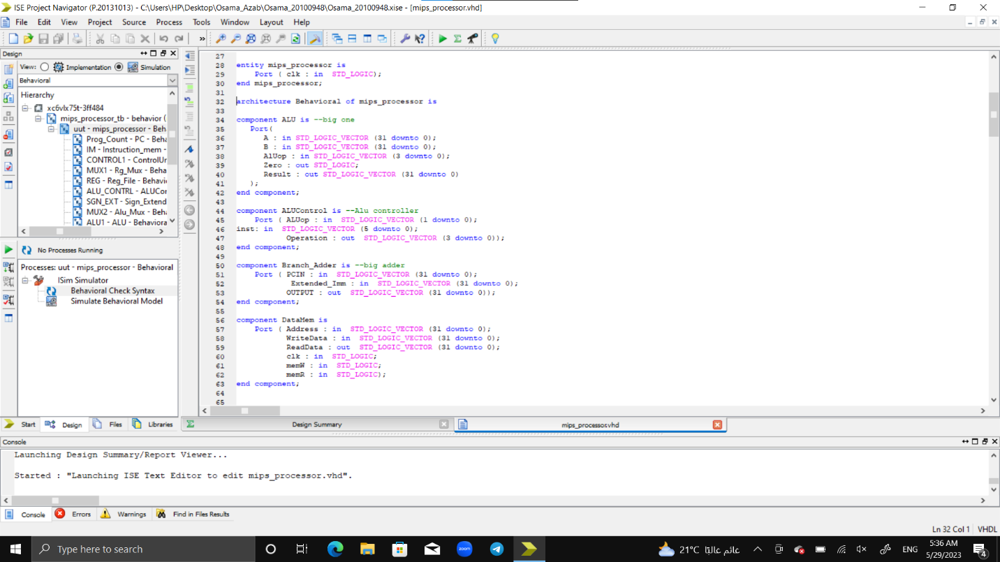 ISE Project Navigator (P.20131013) - C:\Users\HP\Desktop\Osama_Azab\Osama_20100948\Osama_20100948.xise - [mips_processor.vhd]
File Edit View Project Source Process Tools Window Layout Help
Design
View: Implementation Simulation
Behavioral
Hierarchy
xc6vlx75t-3ff484
mips_processor_tb - behavior (
uut - mips_processor - Beh
Prog_Count - PC - Beha
IM - Instruction_mem -
CONTROL1 - ControlUr
MUX1 - Rg_Mux - Beha
REG - Reg_File - Behavic
ALU_CONTRL - ALUCor
SGN_EXT - Sign_Extend
MUX2 - Alu_Mux - Beha
ALU1 - ALU - Behaviora
No Processes Running
Processes: uut - mips_processor - Behavioral
ISim Simulator
Behavioral Check Syntax
Simulate Behavioral Model
27
28 entity mips_processor is
29 Port ( clk : in STD_LOGIC);
30 end mips_processor;
31
32 architecture Behavioral of mips_processor is
33
34 component ALU is --big one
35 Port(
36 A : in STD_LOGIC_VECTOR (31 downto 0);
37 B : in STD_LOGIC_VECTOR (31 downto 0);
38 AlUop : in STD_LOGIC_VECTOR (3 downto 0);
39 Zero : out STD_LOGIC;
40 Result : out STD_LOGIC_VECTOR (31 downto 0)
41 );
42 end component;
43
44 component ALUControl is --Alu controller
45 Port ( ALUop : in STD_LOGIC_VECTOR (1 downto 0);
46 inst: in STD_LOGIC_VECTOR (5 downto 0);
47 Operation : out STD_LOGIC_VECTOR (3 downto 0));
48 end component;
49
50 component Branch_Adder is --big adder
51 Port ( PCIN : in STD_LOGIC_VECTOR (31 downto 0);
52 Extended_Imm : in STD_LOGIC_VECTOR (31 downto 0);
53 OUTPUT : out STD_LOGIC_VECTOR (31 downto 0));
54 end component;
55
56 component DataMem is
57 Port ( Address : in STD_LOGIC_VECTOR (31 downto 0);
58 WriteData : in STD_LOGIC_VECTOR (31 downto 0);
59 ReadData : out STD_LOGIC_VECTOR (31 downto 0);
60 clk : in STD_LOGIC;
61 memW : in STD_LOGIC;
62 memR : in STD_LOGIC);
63 end component;
64
65
Start Design Files Libraries
Design Summary
mips_processor.vhd
Console
Launching Design Summary/Report Viewer...
Started : "Launching ISE Text Editor to edit mips_processor.vhd".
Console Errors Warnings Find in Files Results
Ln 32 Col 1 VHDL
Type here to search
zoom
21°C غائم غالبًا
ENG
5:36 AM
5/29/2023
4